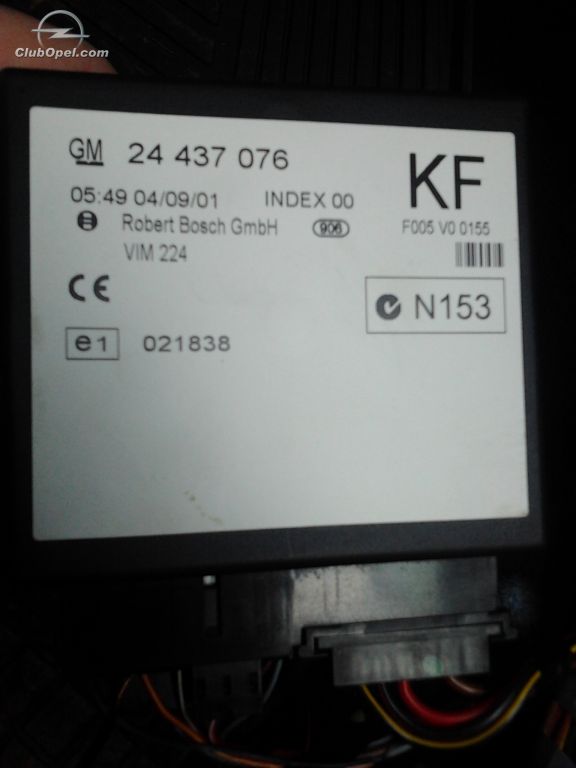 ClubOpel.com
GM 24 437 076
KF
05:49 04/09/01 INDEX 00
Robert Bosch GmbH 906 F005 V0 0155
VIM 224
CE
N153
e1 021838